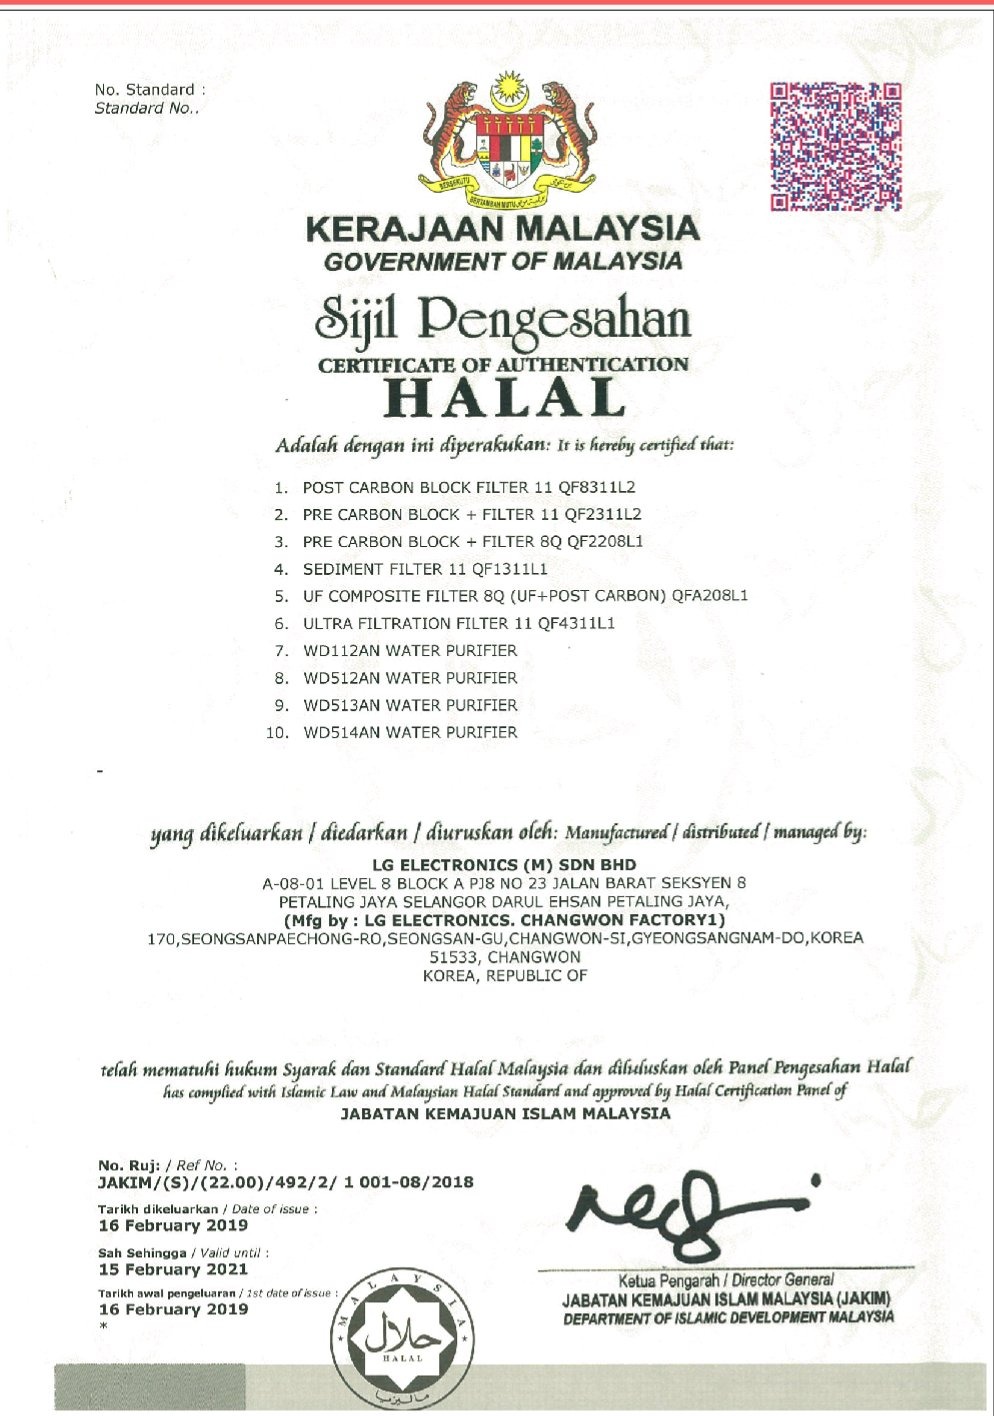 No. Standard :
Standard No..
BERSEKUTU
BERTAMBAH MUTU
KERAJAAN MALAYSIA
GOVERNMENT OF MALAYSIA
Sijil Pengesahan
CERTIFICATE OF AUTHENTICATION
HALAL
Adalah dengan ini diperakukan: It is hereby certified that:
1. POST CARBON BLOCK FILTER 11 QF8311L2
2. PRE CARBON BLOCK + FILTER 11 QF2311L2
3. PRE CARBON BLOCK + FILTER 8Q QF2208L1
4. SEDIMENT FILTER 11 QF1311L1
5. UF COMPOSITE FILTER 8Q (UF+POST CARBON) QFA208L1
6. ULTRA FILTRATION FILTER 11 QF4311L1
7. WD112AN WATER PURIFIER
8. WD512AN WATER PURIFIER
9. WD513AN WATER PURIFIER
10. WD514AN WATER PURIFIER
-
yang dikeluarkan / diedarkan / diuruskan oleh: Manufactured / distributed / managed by:
LG ELECTRONICS (M) SDN BHD
A-08-01 LEVEL 8 BLOCK A PJ8 NO 23 JALAN BARAT SEKSYEN 8
PETALING JAYA SELANGOR DARUL EHSAN PETALING JAYA,
(Mfg by : LG ELECTRONICS. CHANGWON FACTORY1)
170,SEONGSANPAECHONG-RO,SEONGSAN-GU,CHANGWON-SI,GYEONGSANGNAM-DO,KOREA
51533, CHANGWON
KOREA, REPUBLIC OF
telah mematuhi hukum Syarak dan Standard Halal Malaysia dan diluluskan oleh Panel Pengesahan Halal
has complied with Islamic Law and Malaysian Halal Standard and approved by Halal Certification Panel of
JABATAN KEMAJUAN ISLAM MALAYSIA
No. Ruj: / Ref No. :
JAKIM/(S)/(22.00)/492/2/ 1 001-08/2018
Tarikh dikeluarkan / Date of issue :
16 February 2019
Sah Sehingga / Valid until :
15 February 2021
Tarikh awal pengeluaran / 1st date of issue :
16 February 2019
*
Ketua Pengarah / Director General
JABATAN KEMAJUAN ISLAM MALAYSIA (JAKIM)
DEPARTMENT OF ISLAMIC DEVELOPMENT MALAYSIA
MALAYSIA
حلال
HALAL
مليسيا